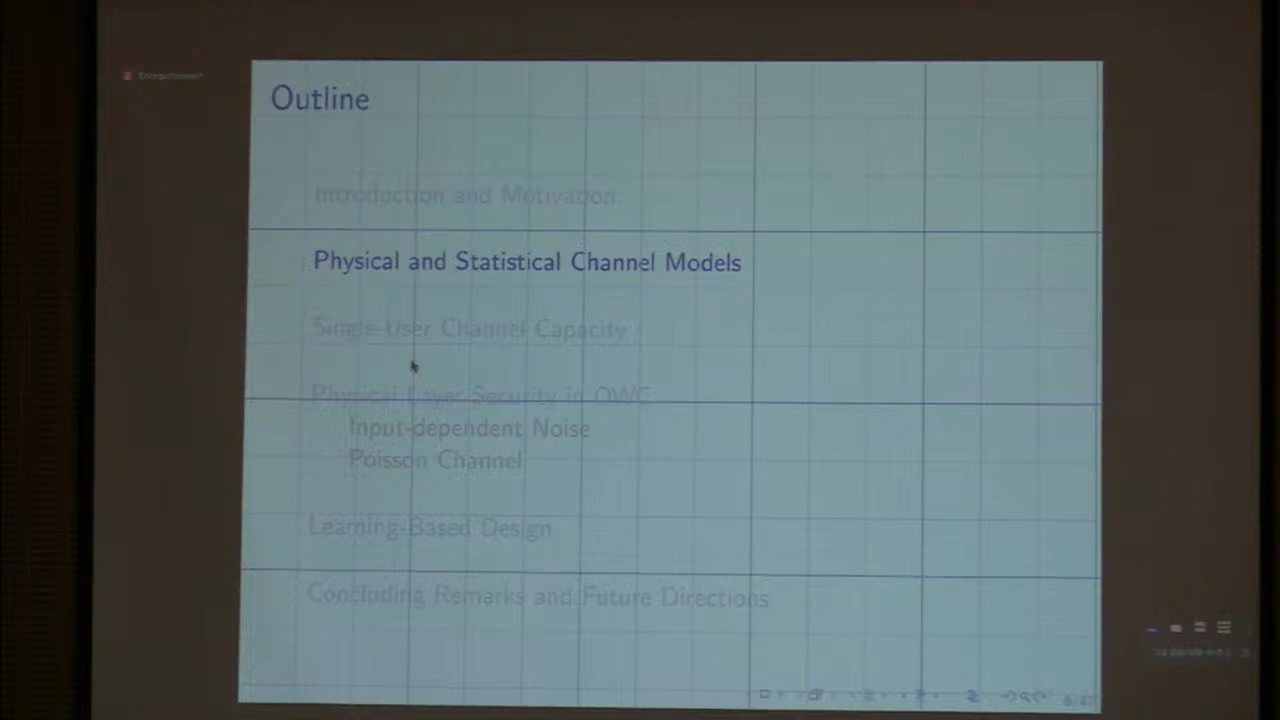 Outline
Introduction and Motivation
Physical and Statistical Channel Models
Single-User Channel Capacity
Physical Layer Security in OWC
Input-dependent Noise
Poisson Channel
Learning-Based Design
Concluding Remarks and Future Directions